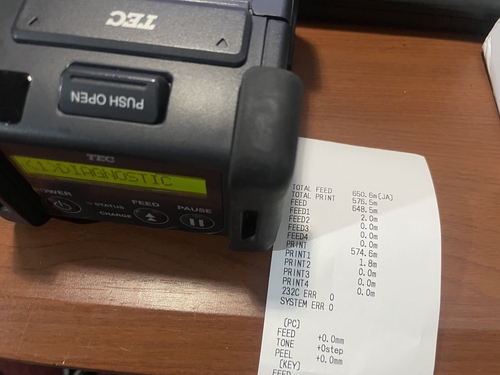 TEC
PUSH OPEN
TEC
<1>DIAGNOSTIC
POWER
STATUS
CHARGE
FEED
PAUSE
TOTAL FEED 650.6m(JA)
TOTAL PRINT 576.5m
FEED 648.5m
FEED1 2.0m
FEED2 0.0m
FEED3 0.0m
FEED4 0.0m
PRINT 574.6m
PRINT1 1.8m
PRINT2 0.0m
PRINT3 0.0m
PRINT4 0.0m
232C ERR 0
SYSTEM ERR 0
[PC]
FEED +0.0mm
TONE +0step
PEEL +0.0mm
[KEY]
FEED